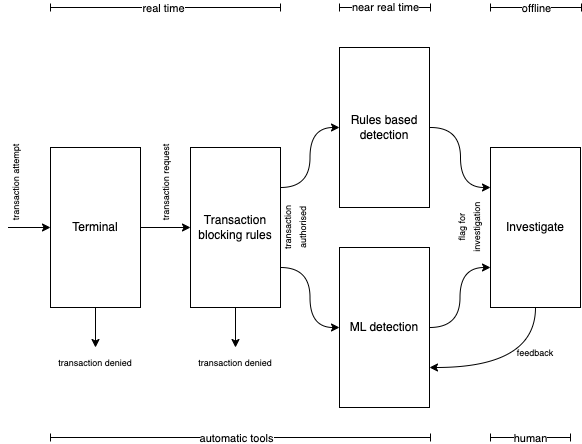 real time
near real time
offline
transaction attempt
Terminal
transaction request
Transaction
blocking rules
transaction
authorised
Rules based
detection
ML detection
flag for
investigation
Investigate
transaction denied
transaction denied
feedback
automatic tools
human